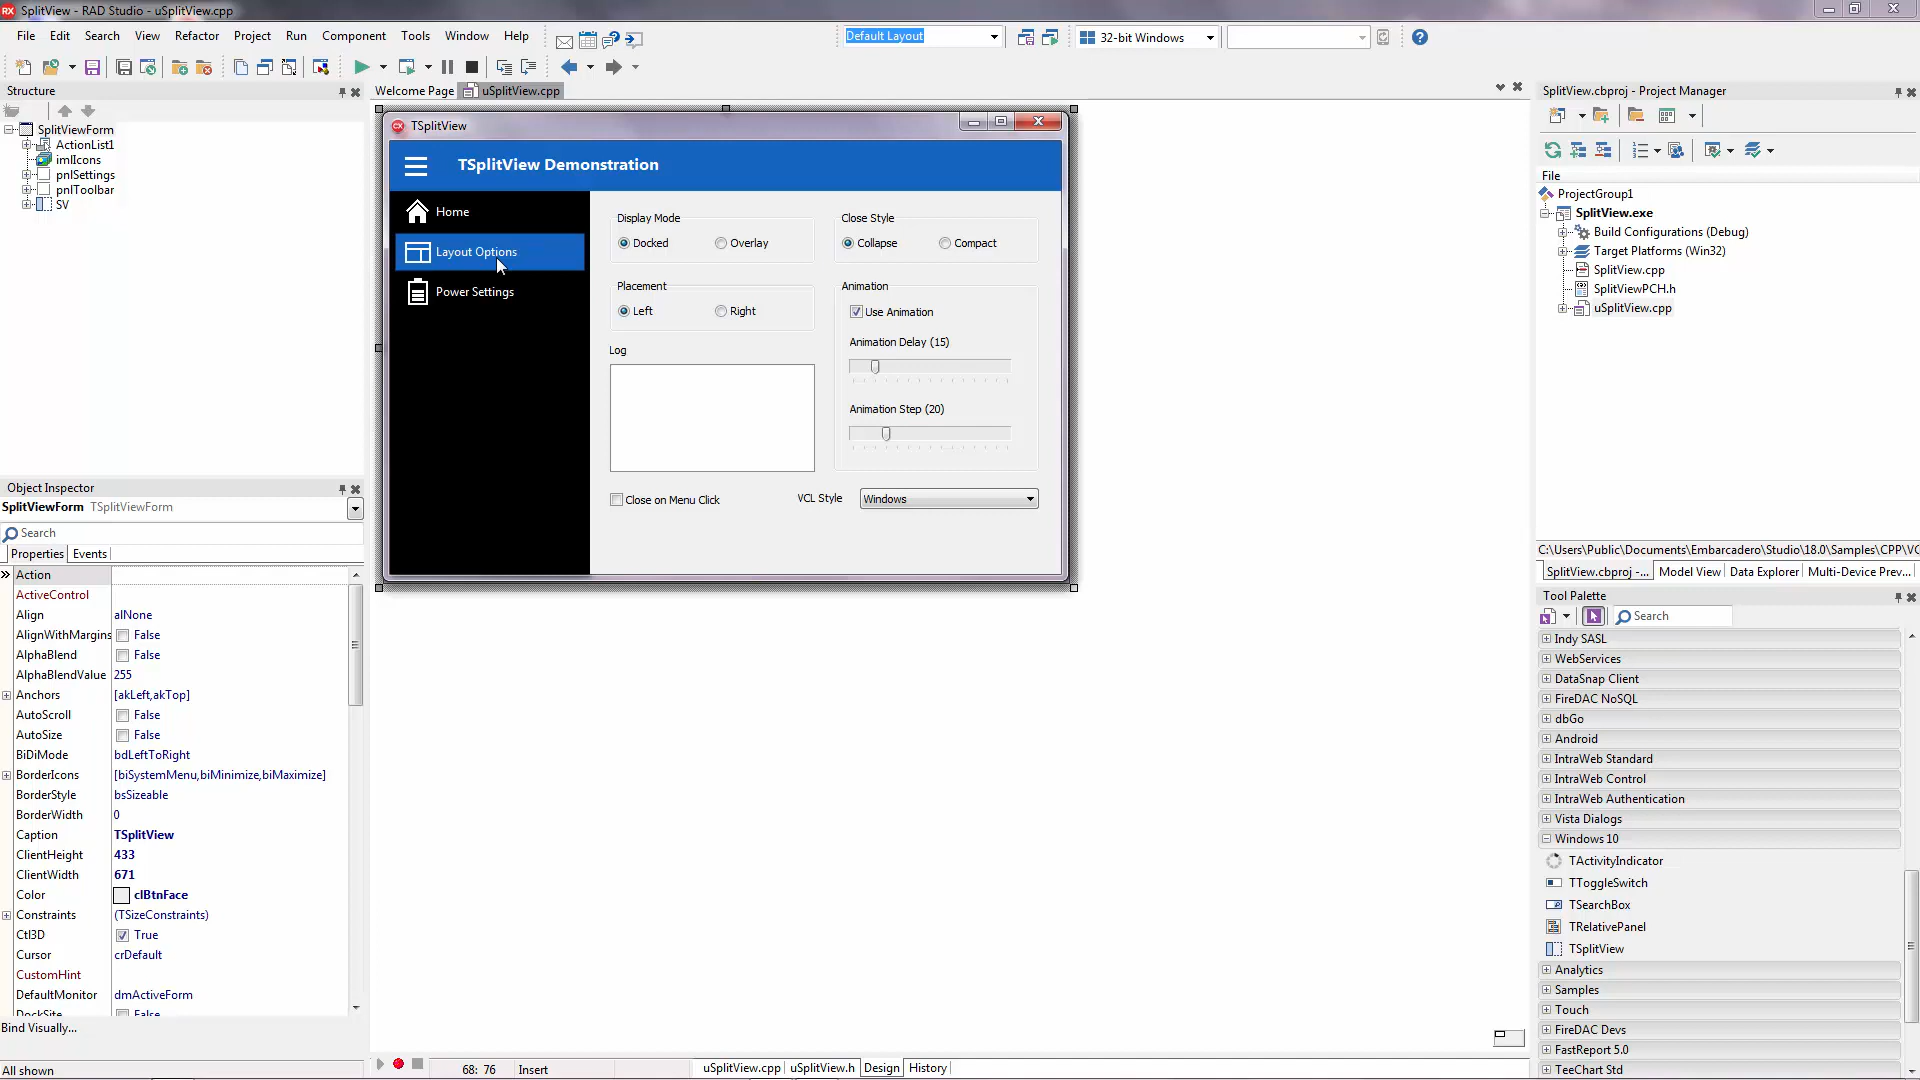 SplitView - RAD Studio - uSplitView.cpp
File Edit Search View Refactor Project Run Component Tools Window Help
Default Layout
32-bit Windows
Structure
SplitViewForm
ActionList1
imlIcons
pnlSettings
pnlToolbar
SV
Object Inspector
SplitViewForm TSplitViewForm
Search
Properties Events
Action
ActiveControl
Align alNone
AlignWithMargins False
AlphaBlend False
AlphaBlendValue 255
Anchors [akLeft,akTop]
AutoScroll False
AutoSize False
BiDiMode bdLeftToRight
BorderIcons [biSystemMenu,biMinimize,biMaximize]
BorderStyle bsSizeable
BorderWidth 0
Caption TSplitView
ClientHeight 433
ClientWidth 671
Color clBtnFace
Constraints (TSizeConstraints)
Ctl3D True
Cursor crDefault
CustomHint
DefaultMonitor dmActiveForm
DockSite False
Bind Visually...
All shown
Welcome Page uSplitView.cpp
TSplitView
TSplitView Demonstration
Home
Layout Options
Power Settings
Display Mode
Docked Overlay
Close Style
Collapse Compact
Placement
Left Right
Animation
Use Animation
Animation Delay (15)
Animation Step (20)
Log
Close on Menu Click
VCL Style Windows
68: 76 Insert
uSplitView.cpp uSplitView.h Design History
SplitView.cbproj - Project Manager
File
ProjectGroup1
SplitView.exe
Build Configurations (Debug)
Target Platforms (Win32)
SplitView.cpp
SplitViewPCH.h
uSplitView.cpp
C:\Users\Public\Documents\Embarcadero\Studio\18.0\Samples\CPP\VC
SplitView.cbproj -... Model View Data Explorer Multi-Device Prev...
Tool Palette
Search
Indy SASL
WebServices
DataSnap Client
FireDAC NoSQL
dbGo
Android
IntraWeb Standard
IntraWeb Control
IntraWeb Authentication
Vista Dialogs
Windows 10
TActivityIndicator
TToggleSwitch
TSearchBox
TRelativePanel
TSplitView
Analytics
Samples
Touch
FireDAC Devs
FastReport 5.0
TeeChart Std